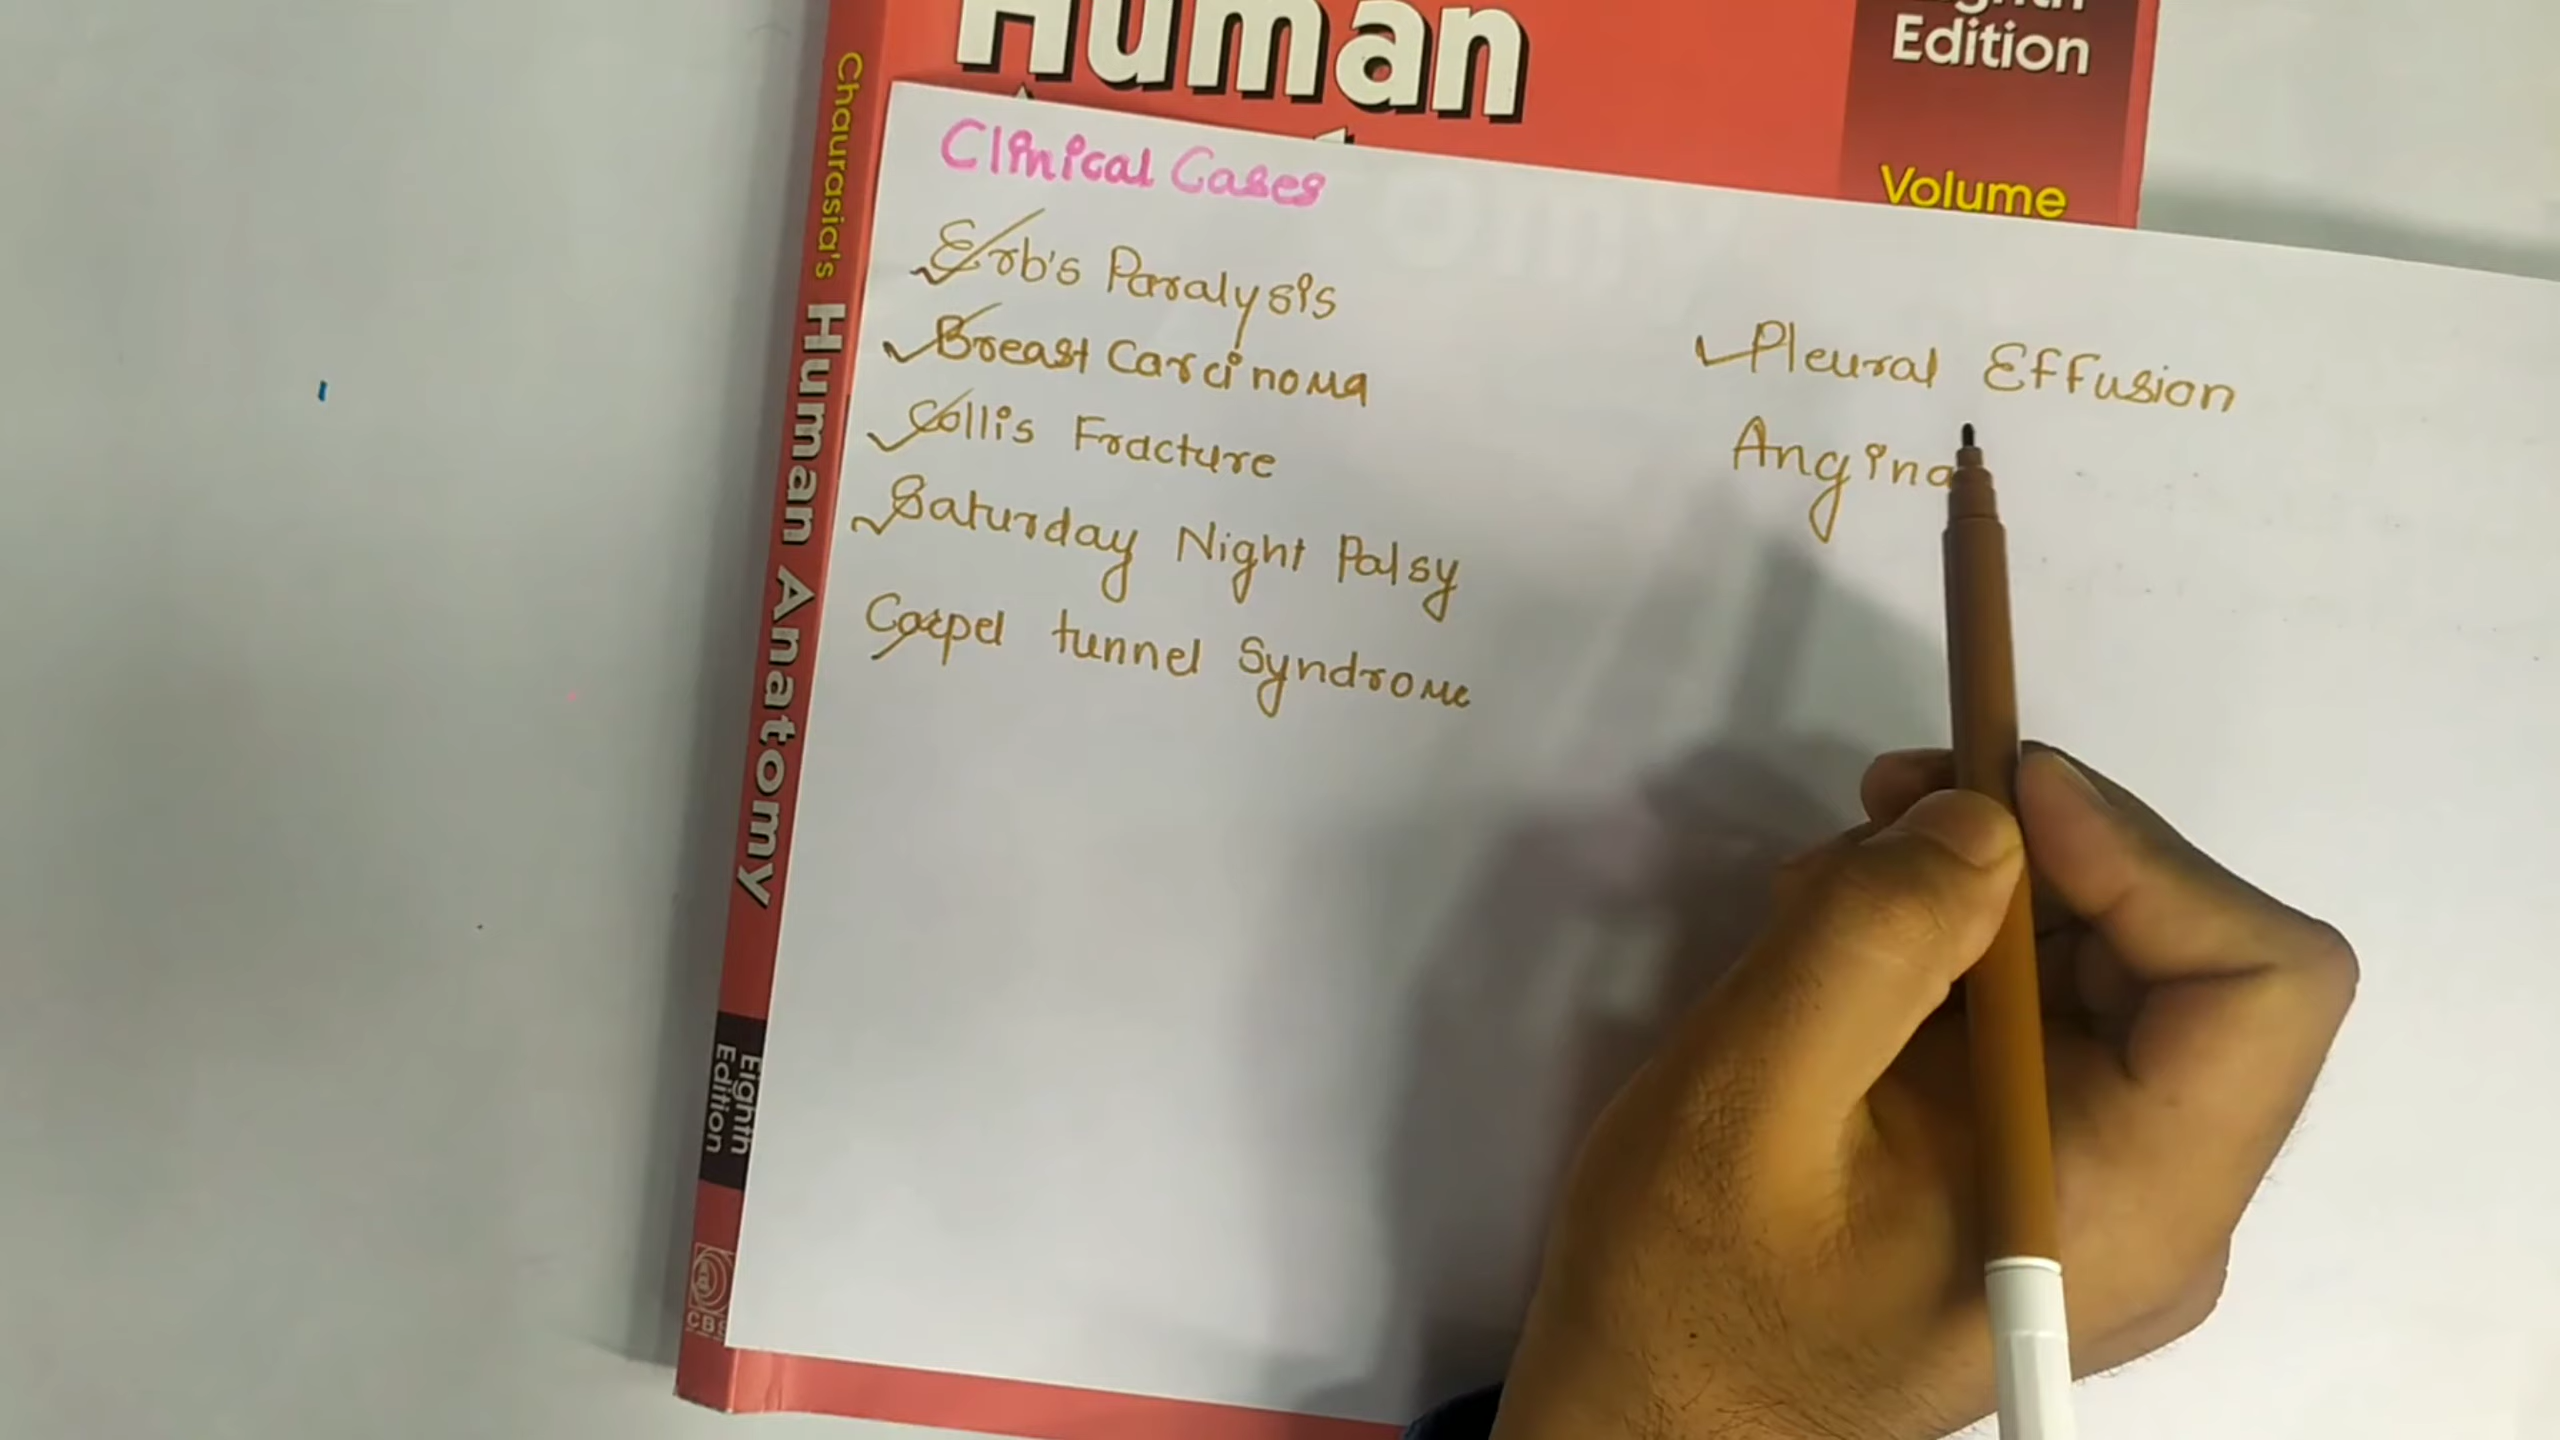 Human
Edition
Volume
Chaurasia's Human Anatomy
Eighth
Edition
CBS
Clinical Cases
Erb's Paralysis
Breast Carcinoma
Collis Fracture
Saturday Night Palsy
Carpel tunnel Syndrome
Pleural Effusion
Angina